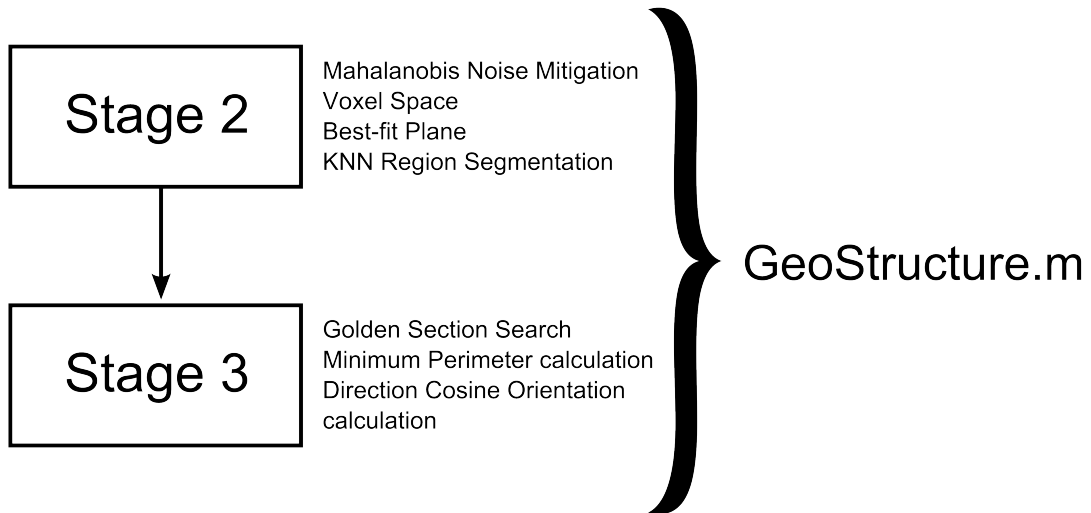 Stage 2
Mahalanobis Noise Mitigation
Voxel Space
Best-fit Plane
KNN Region Segmentation
GeoStructure.m
Stage 3
Golden Section Search
Minimum Perimeter calculation
Direction Cosine Orientation
calculation